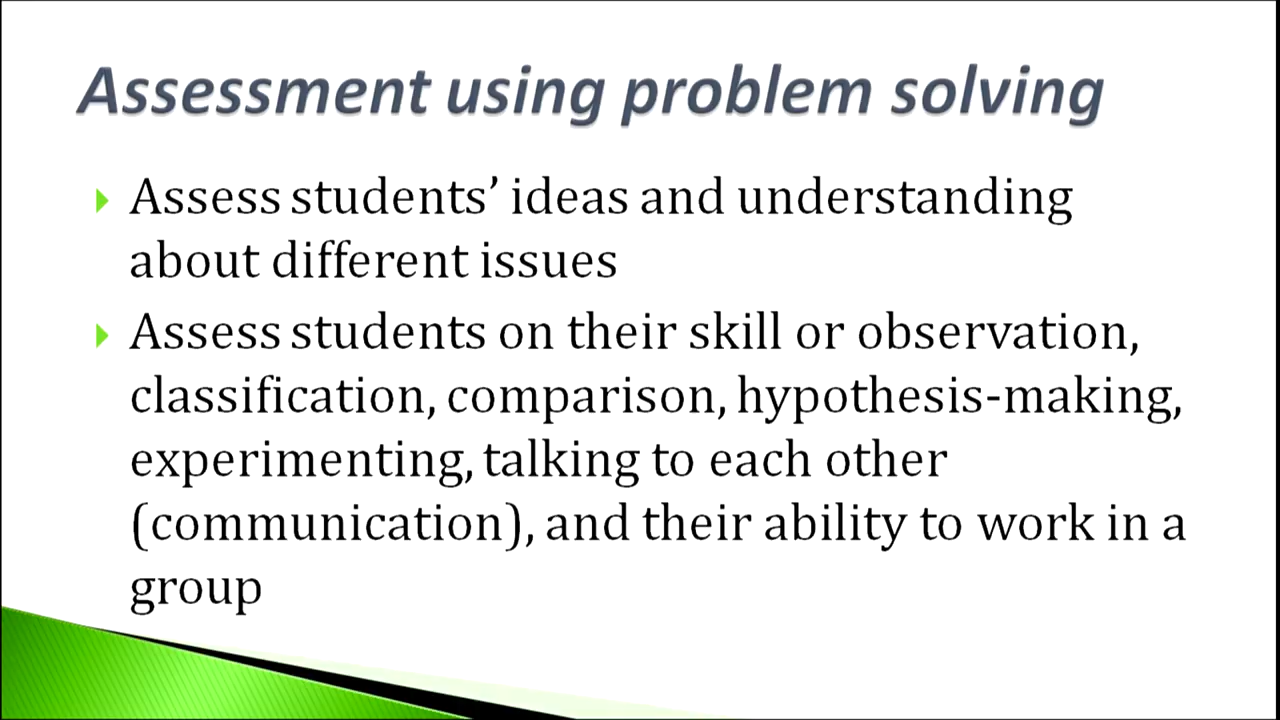 Assessment using problem solving
Assess students’ ideas and understanding
about different issues
Assess students on their skill or observation,
classification, comparison, hypothesis-making,
experimenting, talking to each other
(communication), and their ability to work in a
group